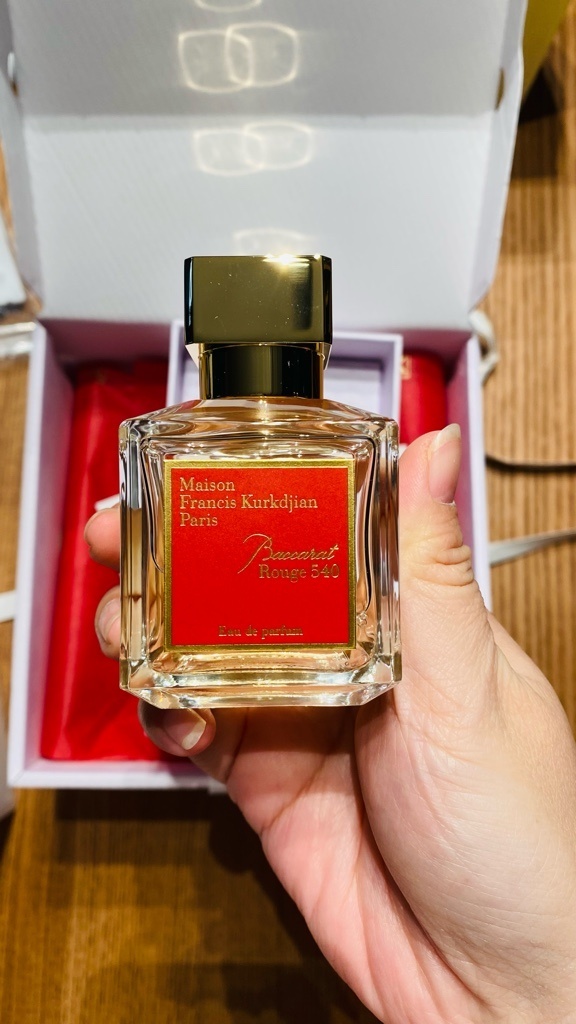 Maison
Francis Kurkdjian
Paris
Baccarat
Rouge 540
Eau de parfum